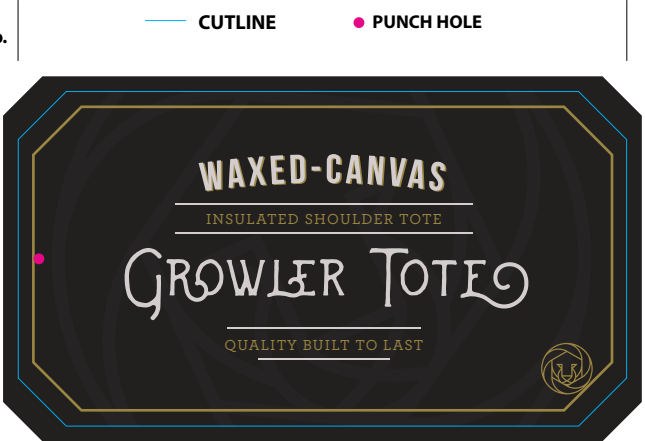 CUTLINE
PUNCH HOLE
WAXED-CANVAS
INSULATED SHOULDER TOTE
GROWLER TOTE
QUALITY BUILT TO LAST